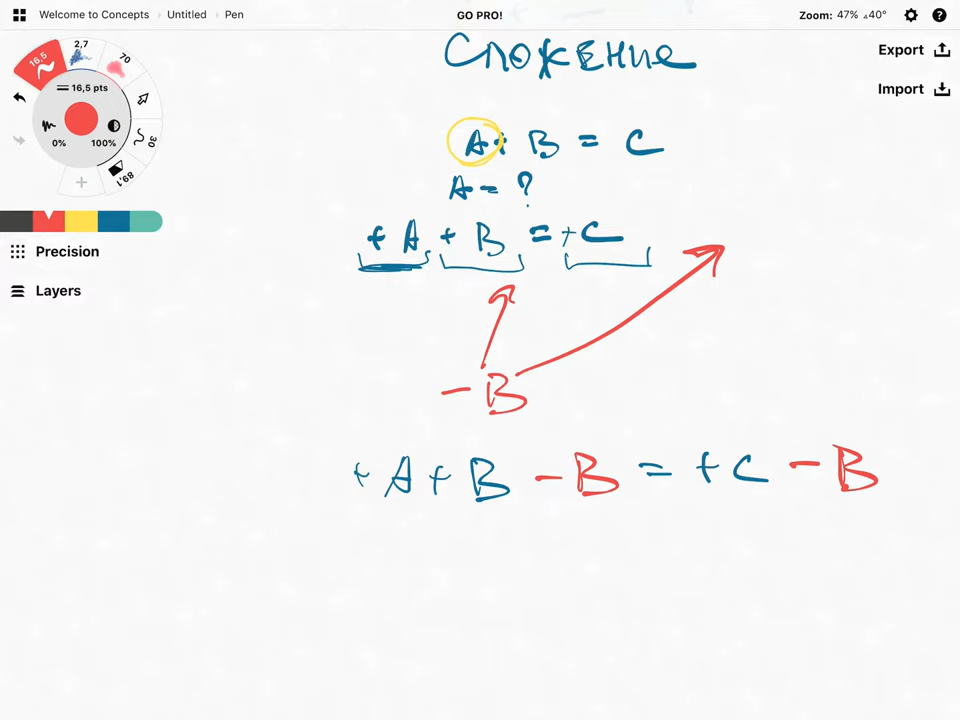 Welcome to Concepts › Untitled › Pen
GO PRO!
Zoom: 47% ⊿40°
Export
Import
16,5
2,7
70
16,5 pts
0%
100%
30
89,1
Precision
Layers
Сложение
A + B = C
A = ?
+ A + B = + C
- B
+ A + B - B = + C - B